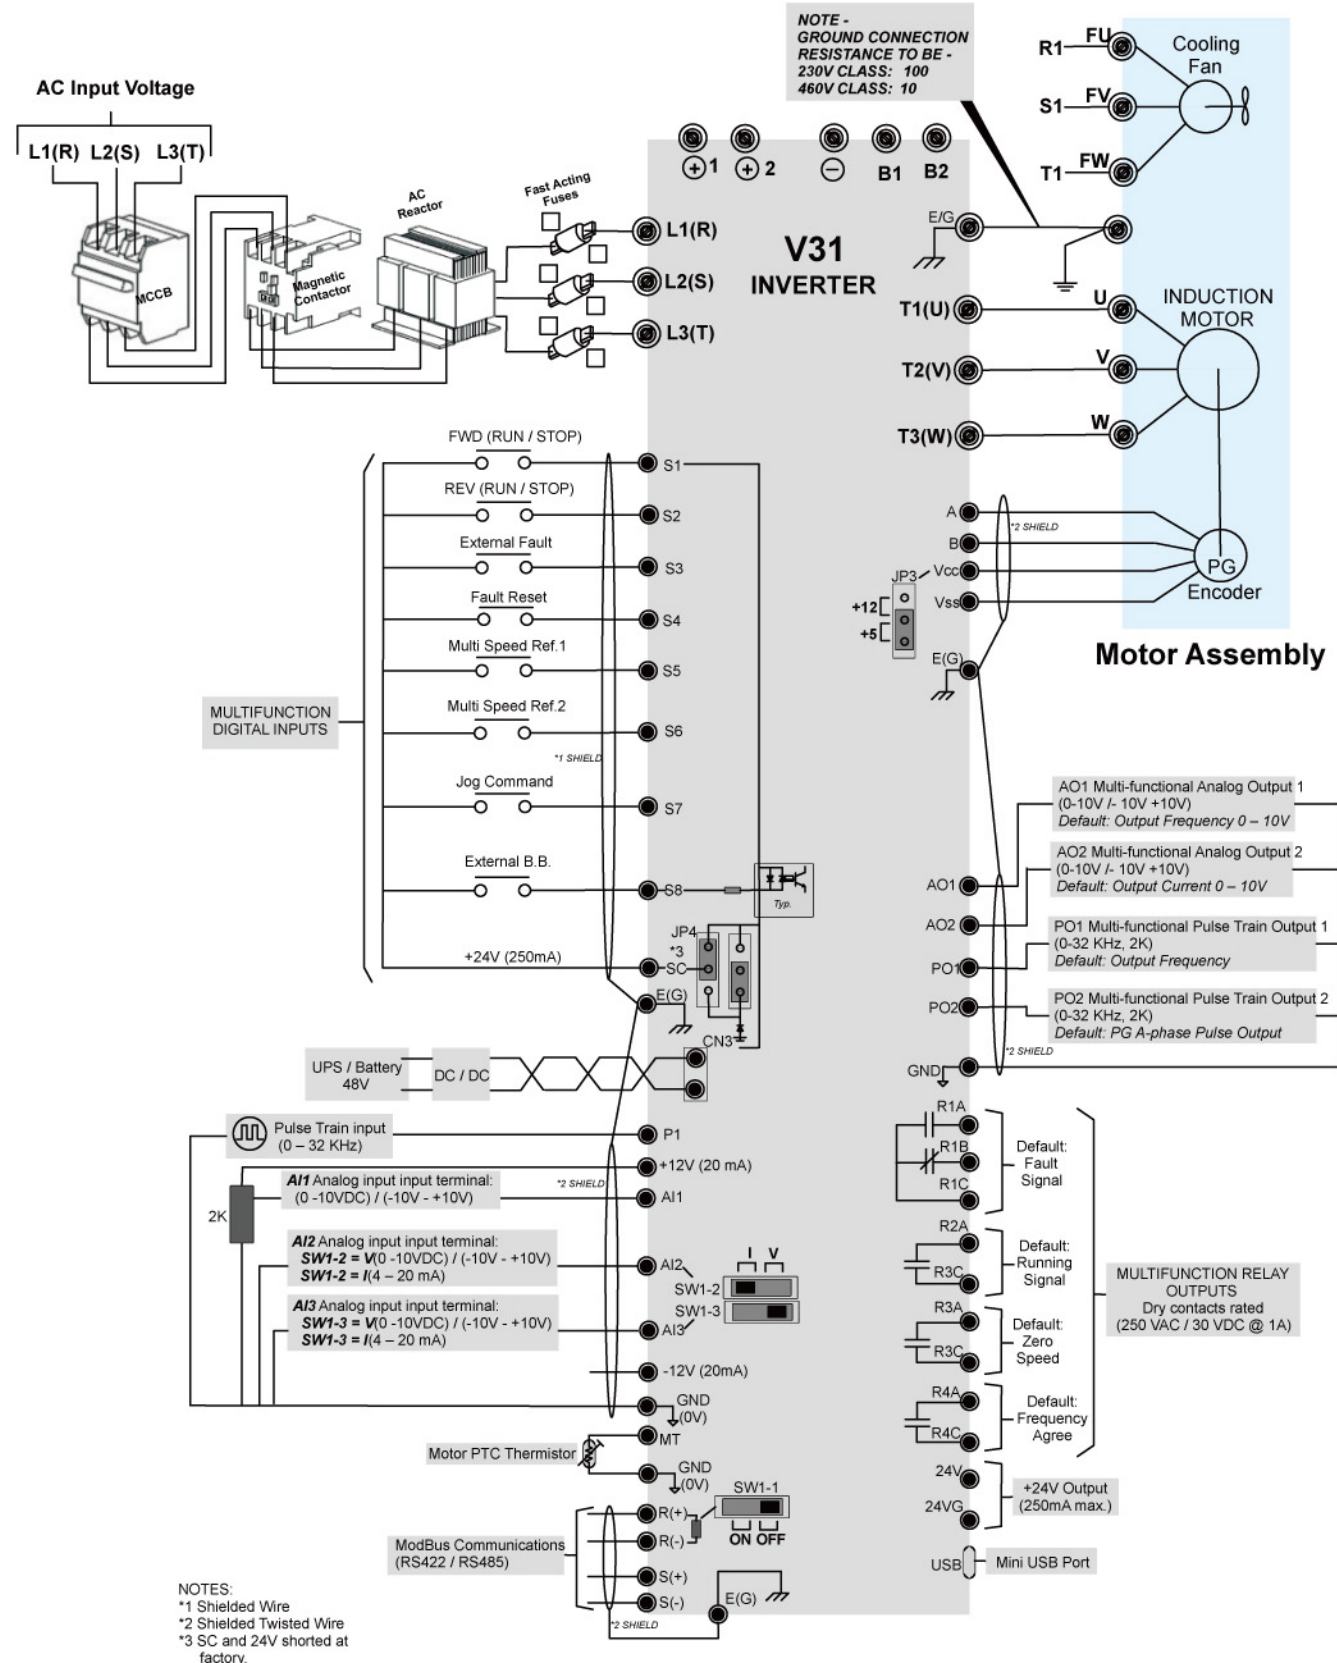 NOTE -
GROUND CONNECTION
RESISTANCE TO BE -
230V CLASS: 100
460V CLASS: 10
R1
FU
S1
FV
T1
FW
Cooling
Fan
AC Input Voltage
L1(R) L2(S) L3(T)
MCCB
Magnetic
Contactor
AC
Reactor
Fast Acting
Fuses
L1(R)
L2(S)
L3(T)
+ 1
+ 2
−
B1
B2
V31
INVERTER
E/G
T1(U)
T2(V)
T3(W)
U
V
W
INDUCTION
MOTOR
A
B
Vcc
Vss
*2 SHIELD
JP3
+12
+5
E(G)
PG
Encoder
Motor Assembly
MULTIFUNCTION
DIGITAL INPUTS
FWD (RUN / STOP)
S1
REV (RUN / STOP)
S2
External Fault
S3
Fault Reset
S4
Multi Speed Ref.1
S5
Multi Speed Ref.2
S6
*1 SHIELD
Jog Command
S7
External B.B.
S8
Typ.
JP4
*3
+24V (250mA)
SC
E(G)
CN3
UPS / Battery
48V
DC / DC
Pulse Train input
(0 – 32 KHz)
P1
+12V (20 mA)
2K
AI1 Analog input input terminal:
(0 -10VDC) / (-10V - +10V)
*2 SHIELD
AI1
AI2 Analog input input terminal:
SW1-2 = V(0 -10VDC) / (-10V - +10V)
SW1-2 = I(4 – 20 mA)
AI2
I V
SW1-2
SW1-3
AI3 Analog input input terminal:
SW1-3 = V(0 -10VDC) / (-10V - +10V)
SW1-3 = I(4 – 20 mA)
AI3
-12V (20mA)
GND
(0V)
MT
Motor PTC Thermistor
GND
(0V)
SW1-1
ON OFF
ModBus Communications
(RS422 / RS485)
R(+)
R(-)
S(+)
S(-)
E(G)
*2 SHIELD
AO1 Multi-functional Analog Output 1
(0-10V /- 10V +10V)
Default: Output Frequency 0 – 10V
AO2 Multi-functional Analog Output 2
(0-10V /- 10V +10V)
Default: Output Current 0 – 10V
PO1 Multi-functional Pulse Train Output 1
(0-32 KHz, 2K)
Default: Output Frequency
PO2 Multi-functional Pulse Train Output 2
(0-32 KHz, 2K)
Default: PG A-phase Pulse Output
AO1
AO2
PO1
PO2
*2 SHIELD
GND
R1A
R1B
R1C
Default:
Fault
Signal
R2A
R3C
Default:
Running
Signal
R3A
R3C
Default:
Zero
Speed
R4A
R4C
Default:
Frequency
Agree
MULTIFUNCTION RELAY
OUTPUTS
Dry contacts rated
(250 VAC / 30 VDC @ 1A)
24V
24VG
+24V Output
(250mA max.)
USB
Mini USB Port
NOTES:
*1 Shielded Wire
*2 Shielded Twisted Wire
*3 SC and 24V shorted at
factory.